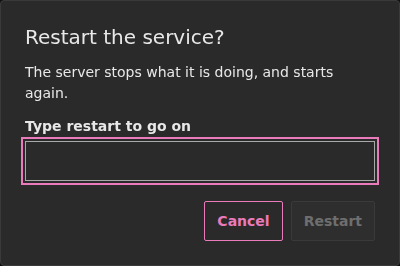 Restart the service?
The server stops what it is doing, and starts
again.
Type restart to go on
Cancel
Restart